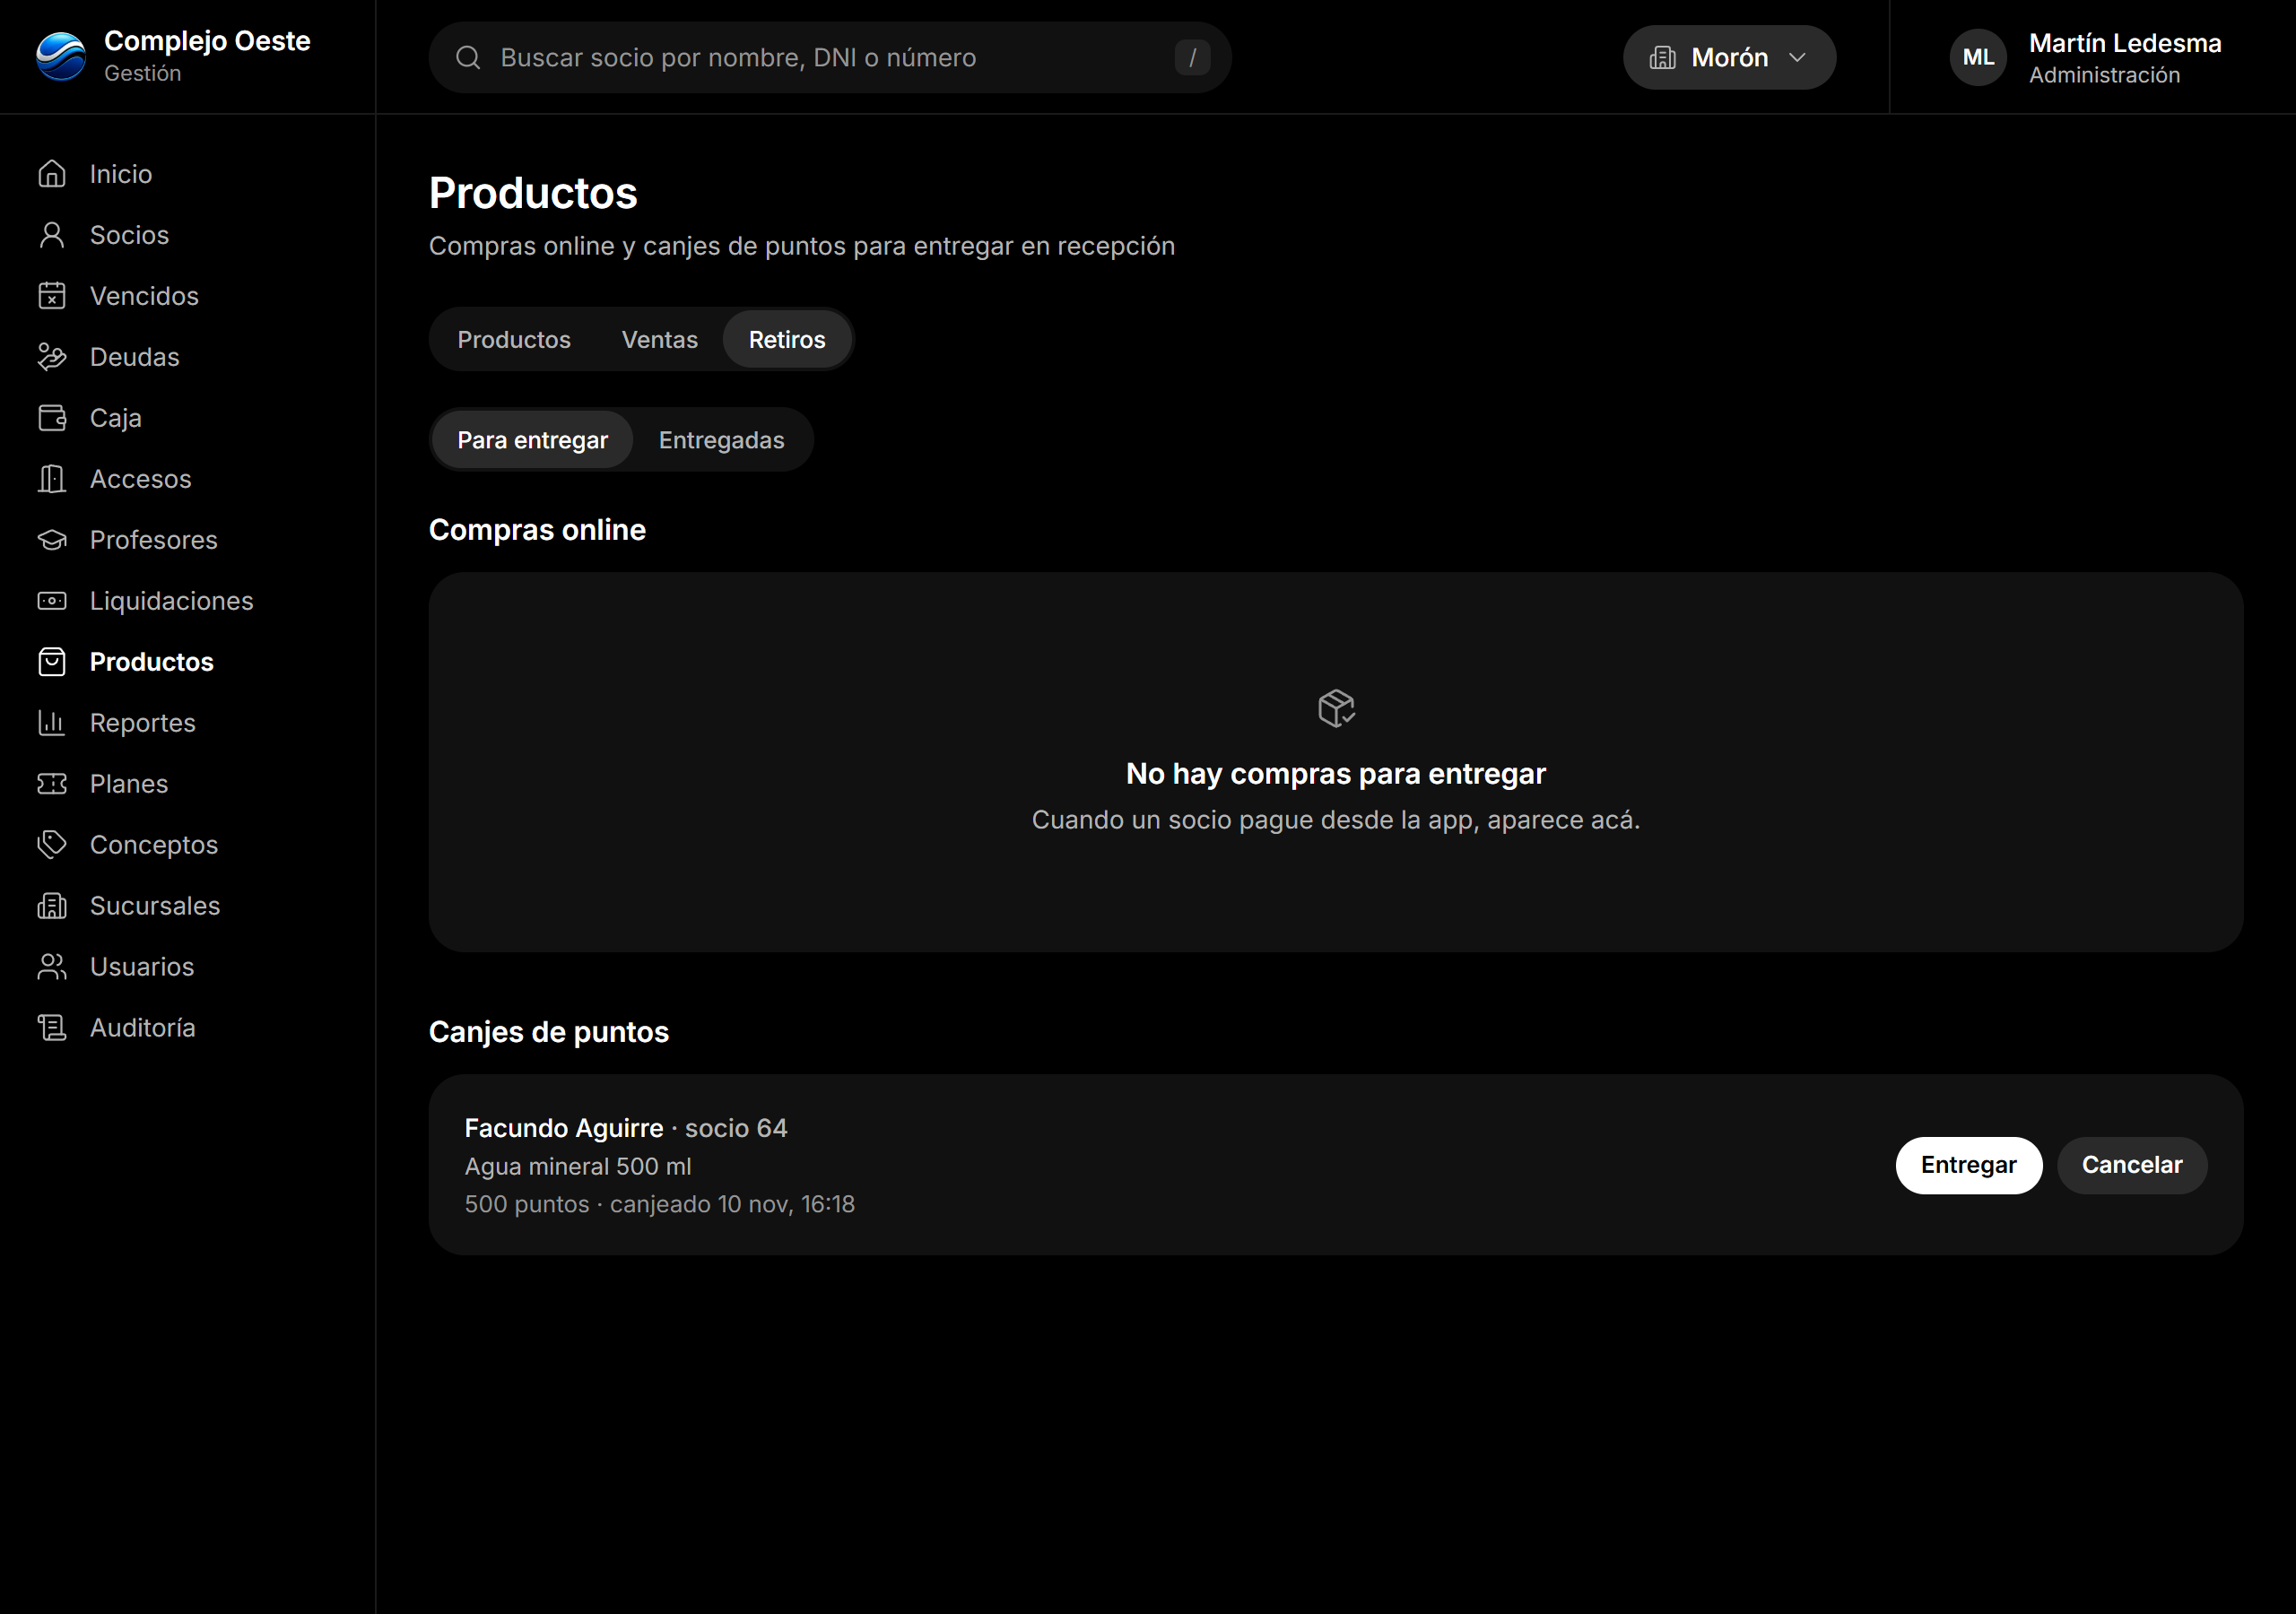 Complejo Oeste
Gestión
Buscar socio por nombre, DNI o número
/
Morón
ML
Martín Ledesma
Administración
Inicio
Socios
Vencidos
Deudas
Caja
Accesos
Profesores
Liquidaciones
Productos
Reportes
Planes
Conceptos
Sucursales
Usuarios
Auditoría
Productos
Compras online y canjes de puntos para entregar en recepción
Productos Ventas Retiros
Para entregar Entregadas
Compras online
No hay compras para entregar
Cuando un socio pague desde la app, aparece acá.
Canjes de puntos
Facundo Aguirre · socio 64
Agua mineral 500 ml
500 puntos · canjeado 10 nov, 16:18
Entregar Cancelar